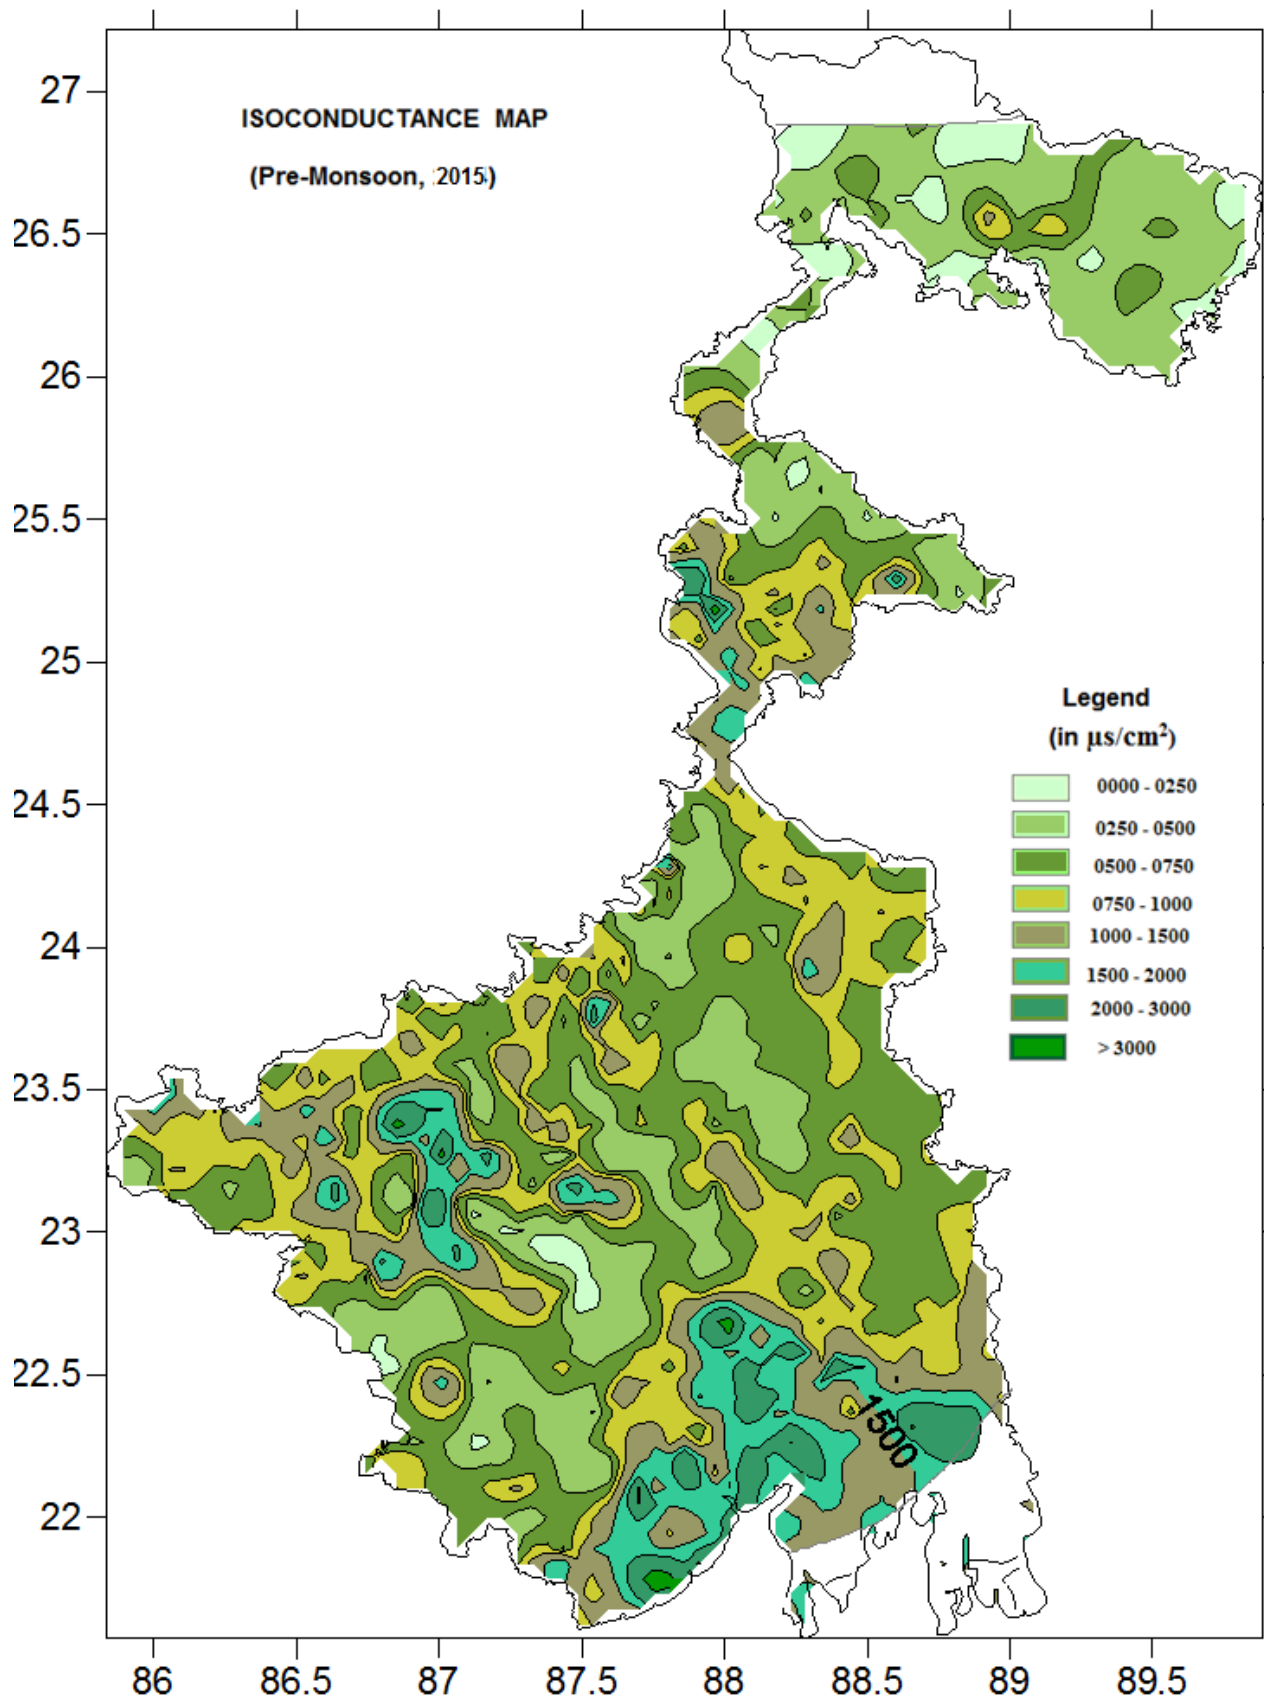 ISOCONDUCTANCE MAP
(Pre-Monsoon, 2015)
27
26.5
26
25.5
25
24.5
24
23.5
23
22.5
22
Legend
(in µs/cm²)
0000 - 0250
0250 - 0500
0500 - 0750
0750 - 1000
1000 - 1500
1500 - 2000
2000 - 3000
> 3000
1500
86 86.5 87 87.5 88 88.5 89 89.5